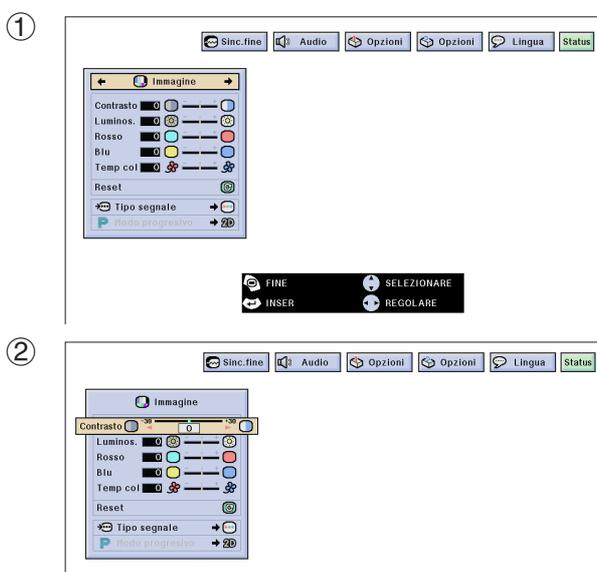 ①
Sinc.fine Audio Opzioni Opzioni Lingua Status
Immagine
Contrasto 0
Luminos. 0
Rosso 0
Blu 0
Temp col 0
Reset
Tipo segnale
P Modo progresivo 2D
FINE SELEZIONARE
INSER REGOLARE
②
Sinc.fine Audio Opzioni Opzioni Lingua Status
Immagine
Contrasto -30 0 +30
Luminos. 0
Rosso 0
Blu 0
Temp col 0
Reset
Tipo segnale
P Modo progresivo 2D